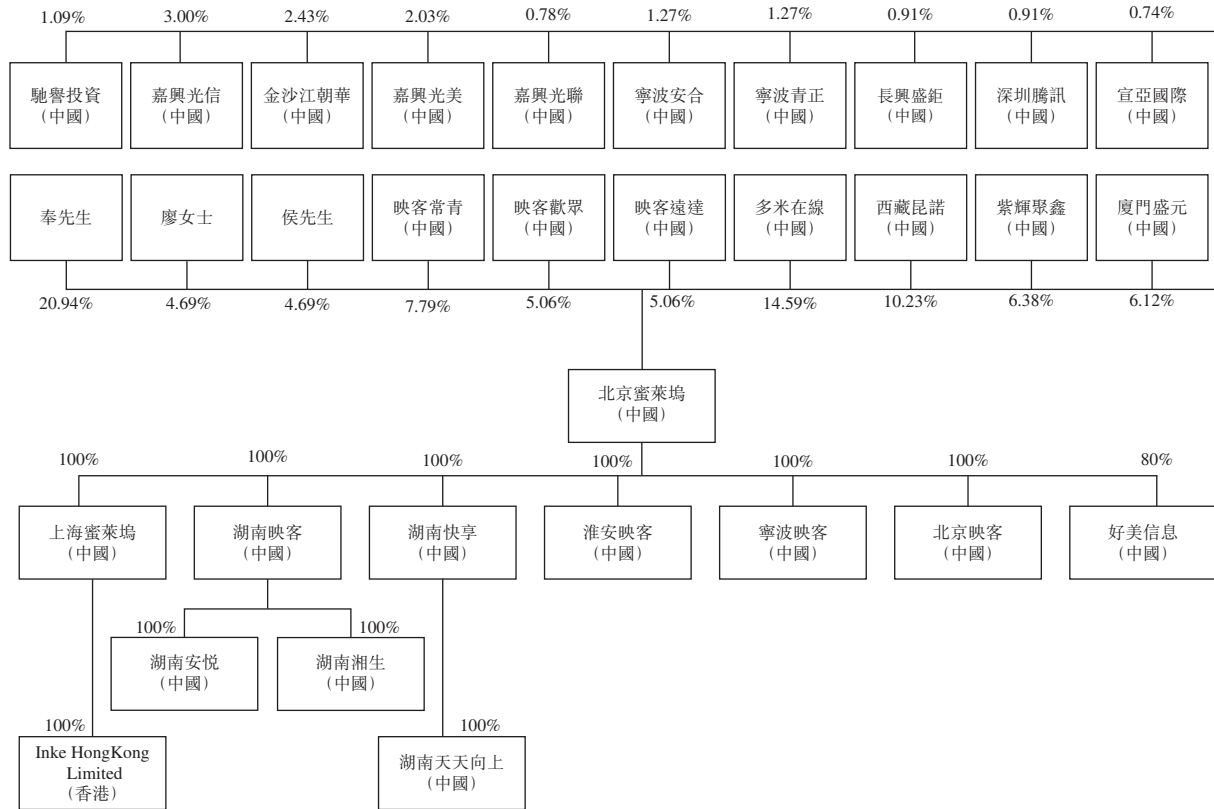 1.09% 3.00% 2.43% 2.03% 0.78% 1.27% 1.27% 0.91% 0.91% 0.74%
馳譽投資 嘉興光信 金沙江朝華 嘉興光美 嘉興光聯 寧波安合 寧波青正 長興盛鉅 深圳騰訊 宣亞國際
(中國) (中國) (中國) (中國) (中國) (中國) (中國) (中國) (中國) (中國)
奉先生 廖女士 侯先生 映客常青 映客歡眾 映客遠達 多米在線 西藏昆諾 紫輝聚鑫 廈門盛元
(中國) (中國) (中國) (中國) (中國) (中國) (中國)
20.94% 4.69% 4.69% 7.79% 5.06% 5.06% 14.59% 10.23% 6.38% 6.12%
北京蜜萊塢
(中國)
100% 100% 100% 100% 100% 100% 80%
上海蜜萊塢 湖南映客 湖南快享 淮安映客 寧波映客 北京映客 好美信息
(中國) (中國) (中國) (中國) (中國) (中國) (中國)
100% 100%
湖南安悦 湖南湘生
(中國) (中國)
100% 100%
Inke HongKong
Limited
(香港)
湖南天天向上
(中國)